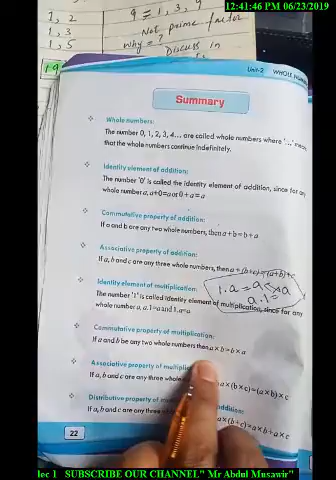 12:41:46 PM 06/23/2019
1, 2
1, 3
1, 5
9 ≠ 1, 3, 9
Not prime factor
why = ?
Discuss in
19
Unit-2 WHOLE NUM
Summary
Whole numbers:
The number 0, 1, 2, 3, 4... are called whole numbers where '...' means
that the whole numbers continue indefinitely.
Identity element of addition:
The number '0' is called the identity element of addition, since for any
whole number a, a+0=a or 0+a=a
Commutative property of addition:
If a and b are any two whole numbers, then a+b=b+a
Associative property of addition:
If a, b and c are any three whole numbers, then a+(b+c)=(a+b)+c
Identity element of multiplication:
The number '1' is called identity element of multiplication, since for any
whole number a, a.1=a and 1.a=a
1.a=
a.1=
Commutative property of multiplication:
If a and b be any two whole numbers then a×b=b×a
Associative property of multipl
If a, b and c are any three whole a×(b×c)=(a×b)×c
Distributive property of addition:
If a, b and c are any three a×(b+c)=a×b+a×c
22
lec 1 SUBSCRIBE OUR CHANNEL" Mr Abdul Musawir"